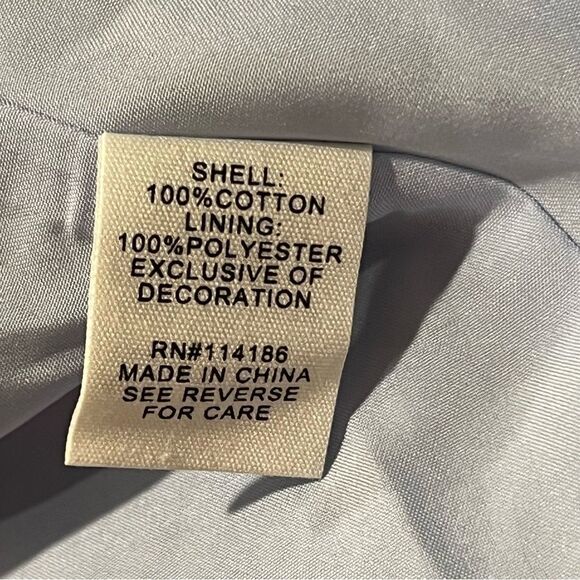 SHELL:
100%COTTON
LINING:
100%POLYESTER
EXCLUSIVE OF
DECORATION
RN#114186
MADE IN CHINA
SEE REVERSE
FOR CARE